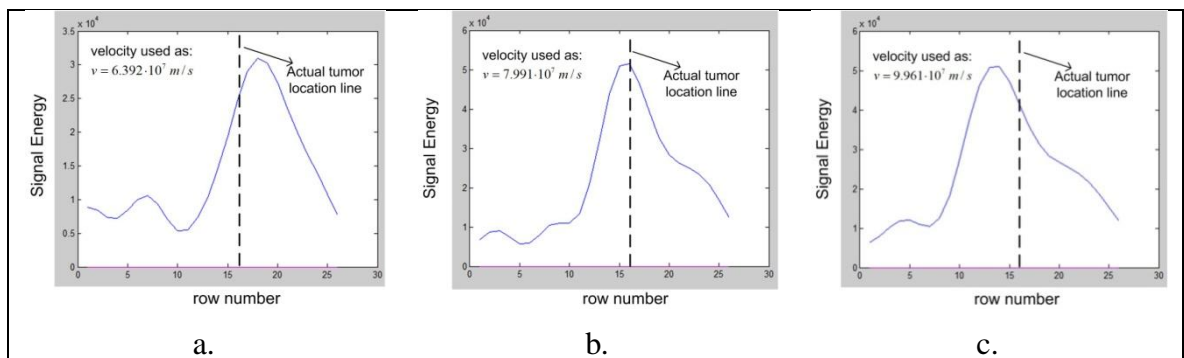 x 10⁴
3.5
3
2.5
2
1.5
1
0.5
0
0 5 10 15 20 25 30
Signal Energy
row number
velocity used as:
v = 6.392·10⁷ m/s
Actual tumor
location line
a.
x 10⁴
6
5
4
3
2
1
0
0 5 10 15 20 25 30
Signal Energy
row number
velocity used as:
v = 7.991·10⁷ m/s
Actual tumor
location line
b.
x 10⁴
6
5
4
3
2
1
0
0 5 10 15 20 25 30
Signal Energy
row number
velocity used as:
v = 9.961·10⁷ m/s
Actual tumor
location line
c.